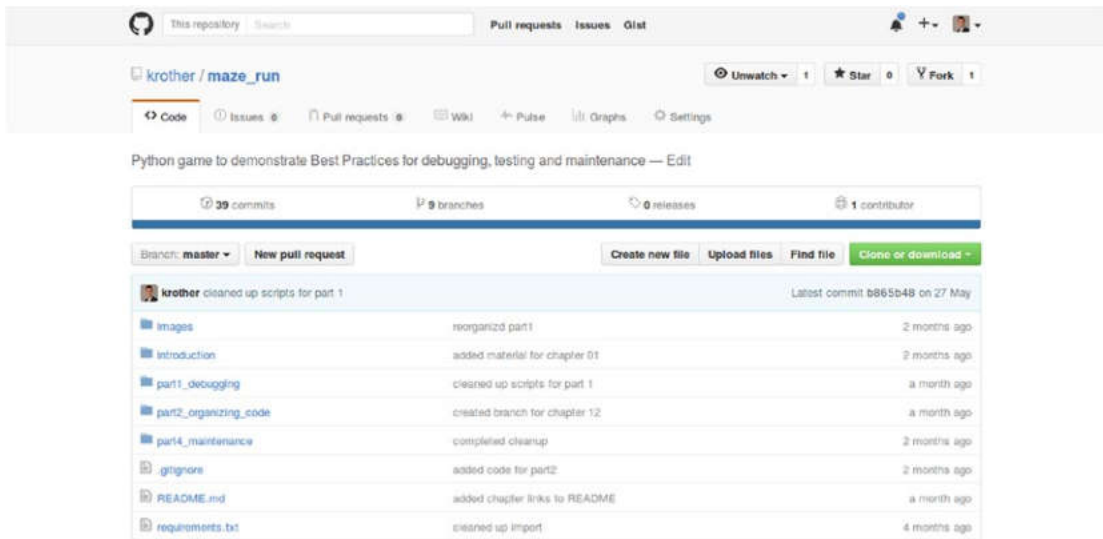 This repository Search Pull requests Issues Gist
krother / maze_run Unwatch 1 Star 0 Fork 1
Code Issues 0 Pull requests 0 Wiki Pulse Graphs Settings
Python game to demonstrate Best Practices for debugging, testing and maintenance — Edit
39 commits 9 branches 0 releases 1 contributor
Branch: master New pull request Create new file Upload files Find file Clone or download
krother cleaned up scripts for part 1 Latest commit b865b48 on 27 May
images reorganizd part1 2 months ago
introduction added material for chapter 01 2 months ago
part1_debugging cleaned up scripts for part 1 a month ago
part2_organizing_code created branch for chapter 12 a month ago
part4_maintenance completed cleanup 2 months ago
.gitignore added code for part2 2 months ago
README.md added chapter links to README a month ago
requirements.txt cleaned up import 4 months ago